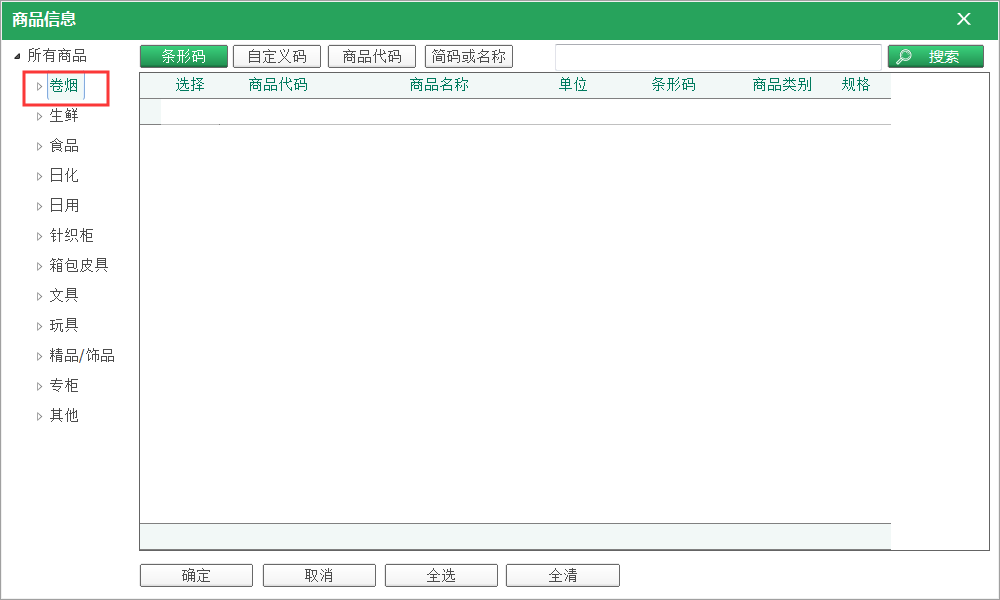 商品信息
所有商品
卷烟
生鲜
食品
日化
日用
针织柜
箱包皮具
文具
玩具
精品/饰品
专柜
其他
条形码 自定义码 商品代码 简码或名称 搜索
选择 商品代码 商品名称 单位 条形码 商品类别 规格
确定 取消 全选 全清